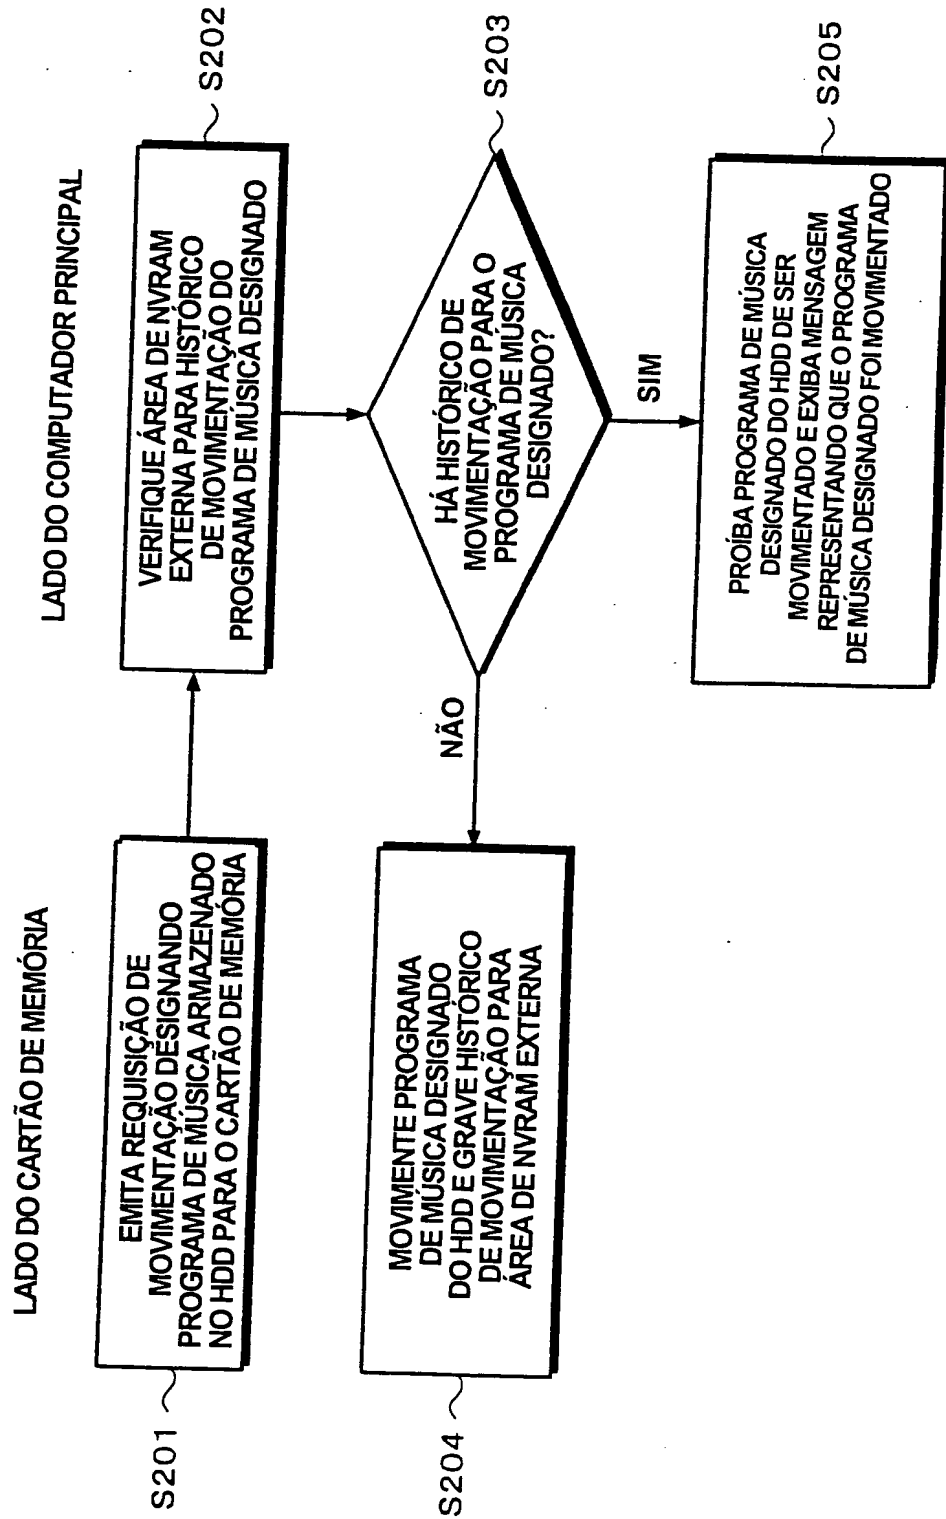 LADO DO CARTÃO DE MEMÓRIA
LADO DO COMPUTADOR PRINCIPAL
S201
EMITA REQUISIÇÃO DE
MOVIMENTAÇÃO DESIGNANDO
PROGRAMA DE MÚSICA ARMAZENADO
NO HDD PARA O CARTÃO DE MEMÓRIA
VERIFIQUE ÁREA DE NVRAM
EXTERNA PARA HISTÓRICO
DE MOVIMENTAÇÃO DO
PROGRAMA DE MÚSICA DESIGNADO
S202
HÁ HISTÓRICO DE
MOVIMENTAÇÃO PARA O
PROGRAMA DE MÚSICA
DESIGNADO?
S203
NÃO
SIM
S204
MOVIMENTE PROGRAMA
DE MÚSICA DESIGNADO
DO HDD E GRAVE HISTÓRICO
DE MOVIMENTAÇÃO PARA
ÁREA DE NVRAM EXTERNA
PROÍBA PROGRAMA DE MÚSICA
DESIGNADO DO HDD DE SER
MOVIMENTADO E EXIBA MENSAGEM
REPRESENTANDO QUE O PROGRAMA
DE MÚSICA DESIGNADO FOI MOVIMENTADO
S205